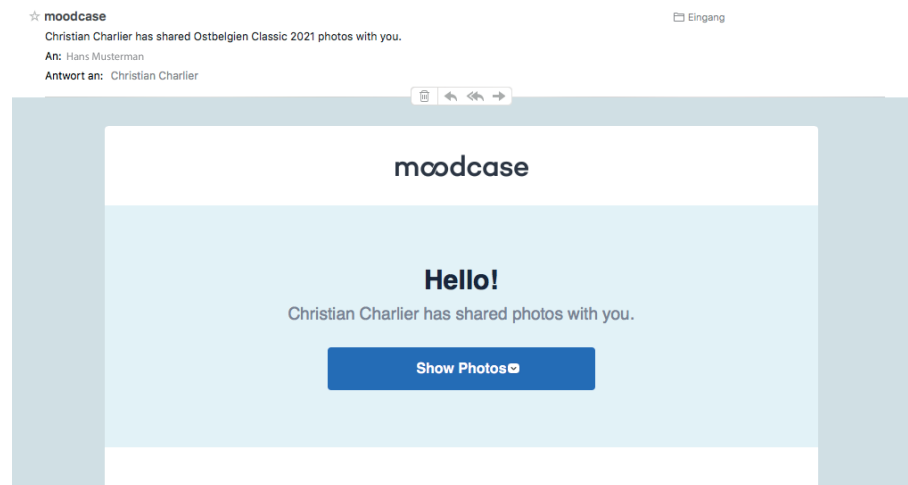 moodcase
Eingang
Christian Charlier has shared Ostbelgien Classic 2021 photos with you.
An: Hans Musterman
Antwort an: Christian Charlier
moodcase
Hello!
Christian Charlier has shared photos with you.
Show Photos